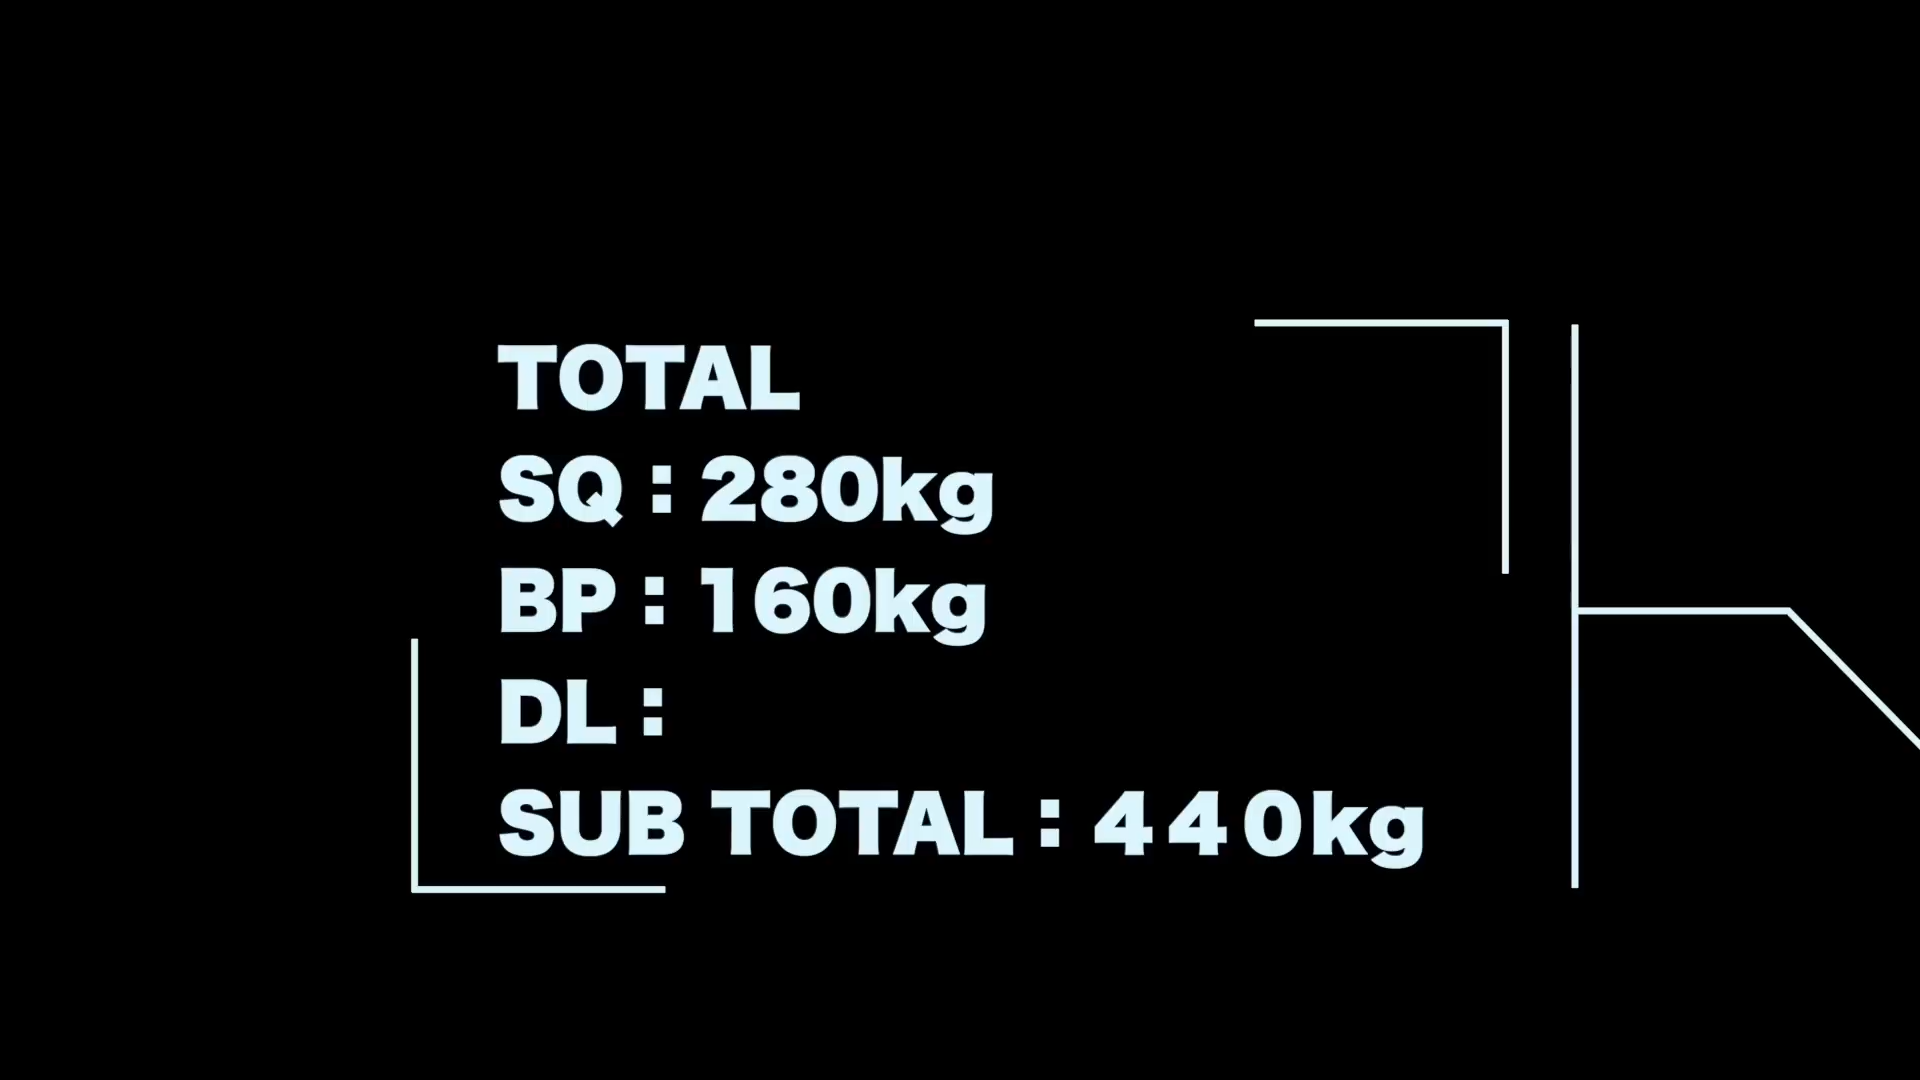 TOTAL
SQ：280kg
BP：160kg
DL：
SUB TOTAL：４４０kg